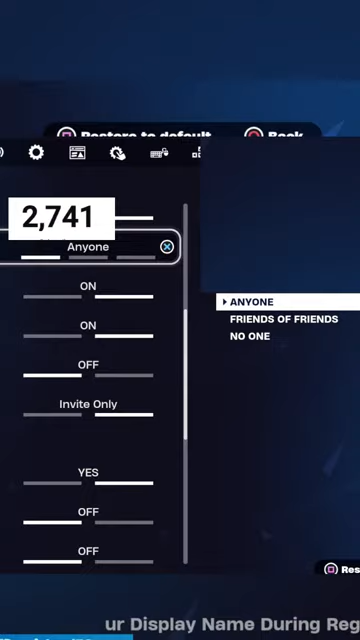 Restore to default Back
2,741
Anyone
ON
ANYONE
FRIENDS OF FRIENDS
ON
NO ONE
OFF
Invite Only
YES
OFF
OFF
Res
ur Display Name During Reg